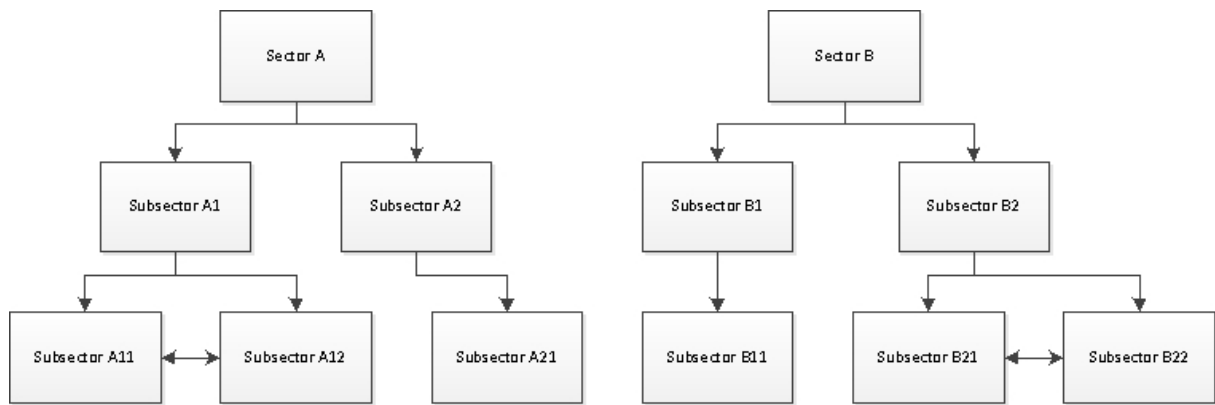 Sector A
Sector B
Subsector A1
Subsector A2
Subsector B1
Subsector B2
Subsector A11
Subsector A12
Subsector A21
Subsector B11
Subsector B21
Subsector B22